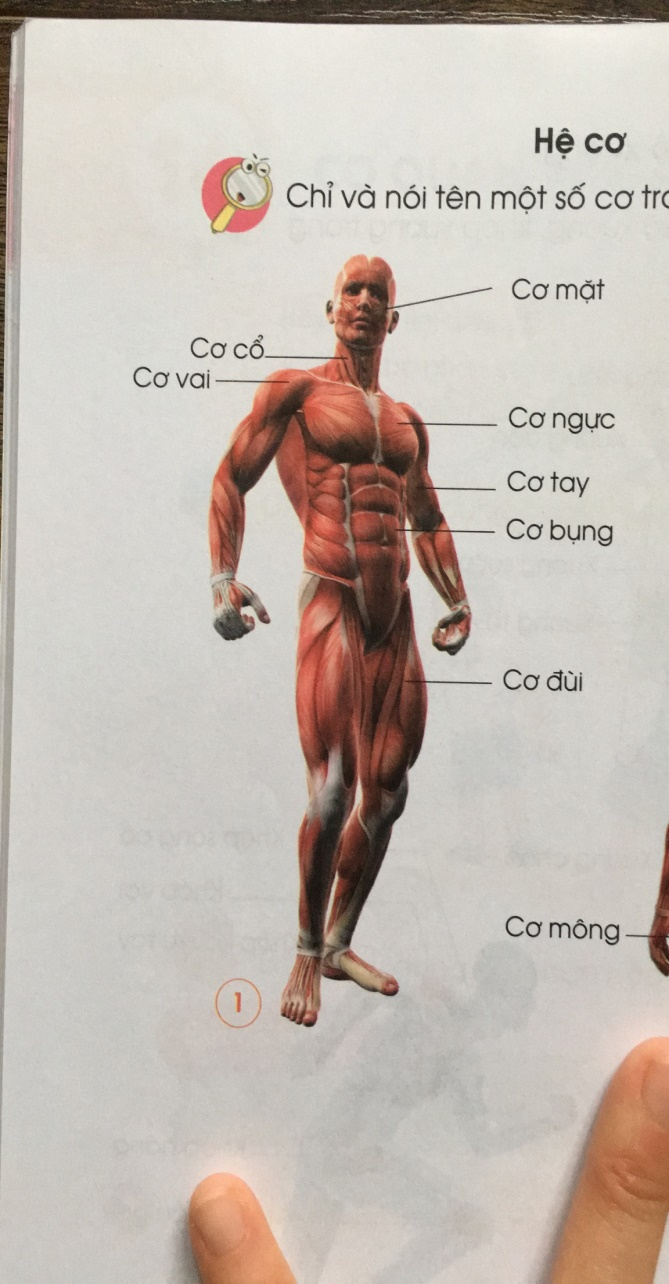 Hệ cơ
Chỉ và nói tên một số cơ
Cơ mặt
Cơ cổ
Cơ vai
Cơ ngực
Cơ tay
Cơ bụng
Cơ đùi
Cơ mông
1